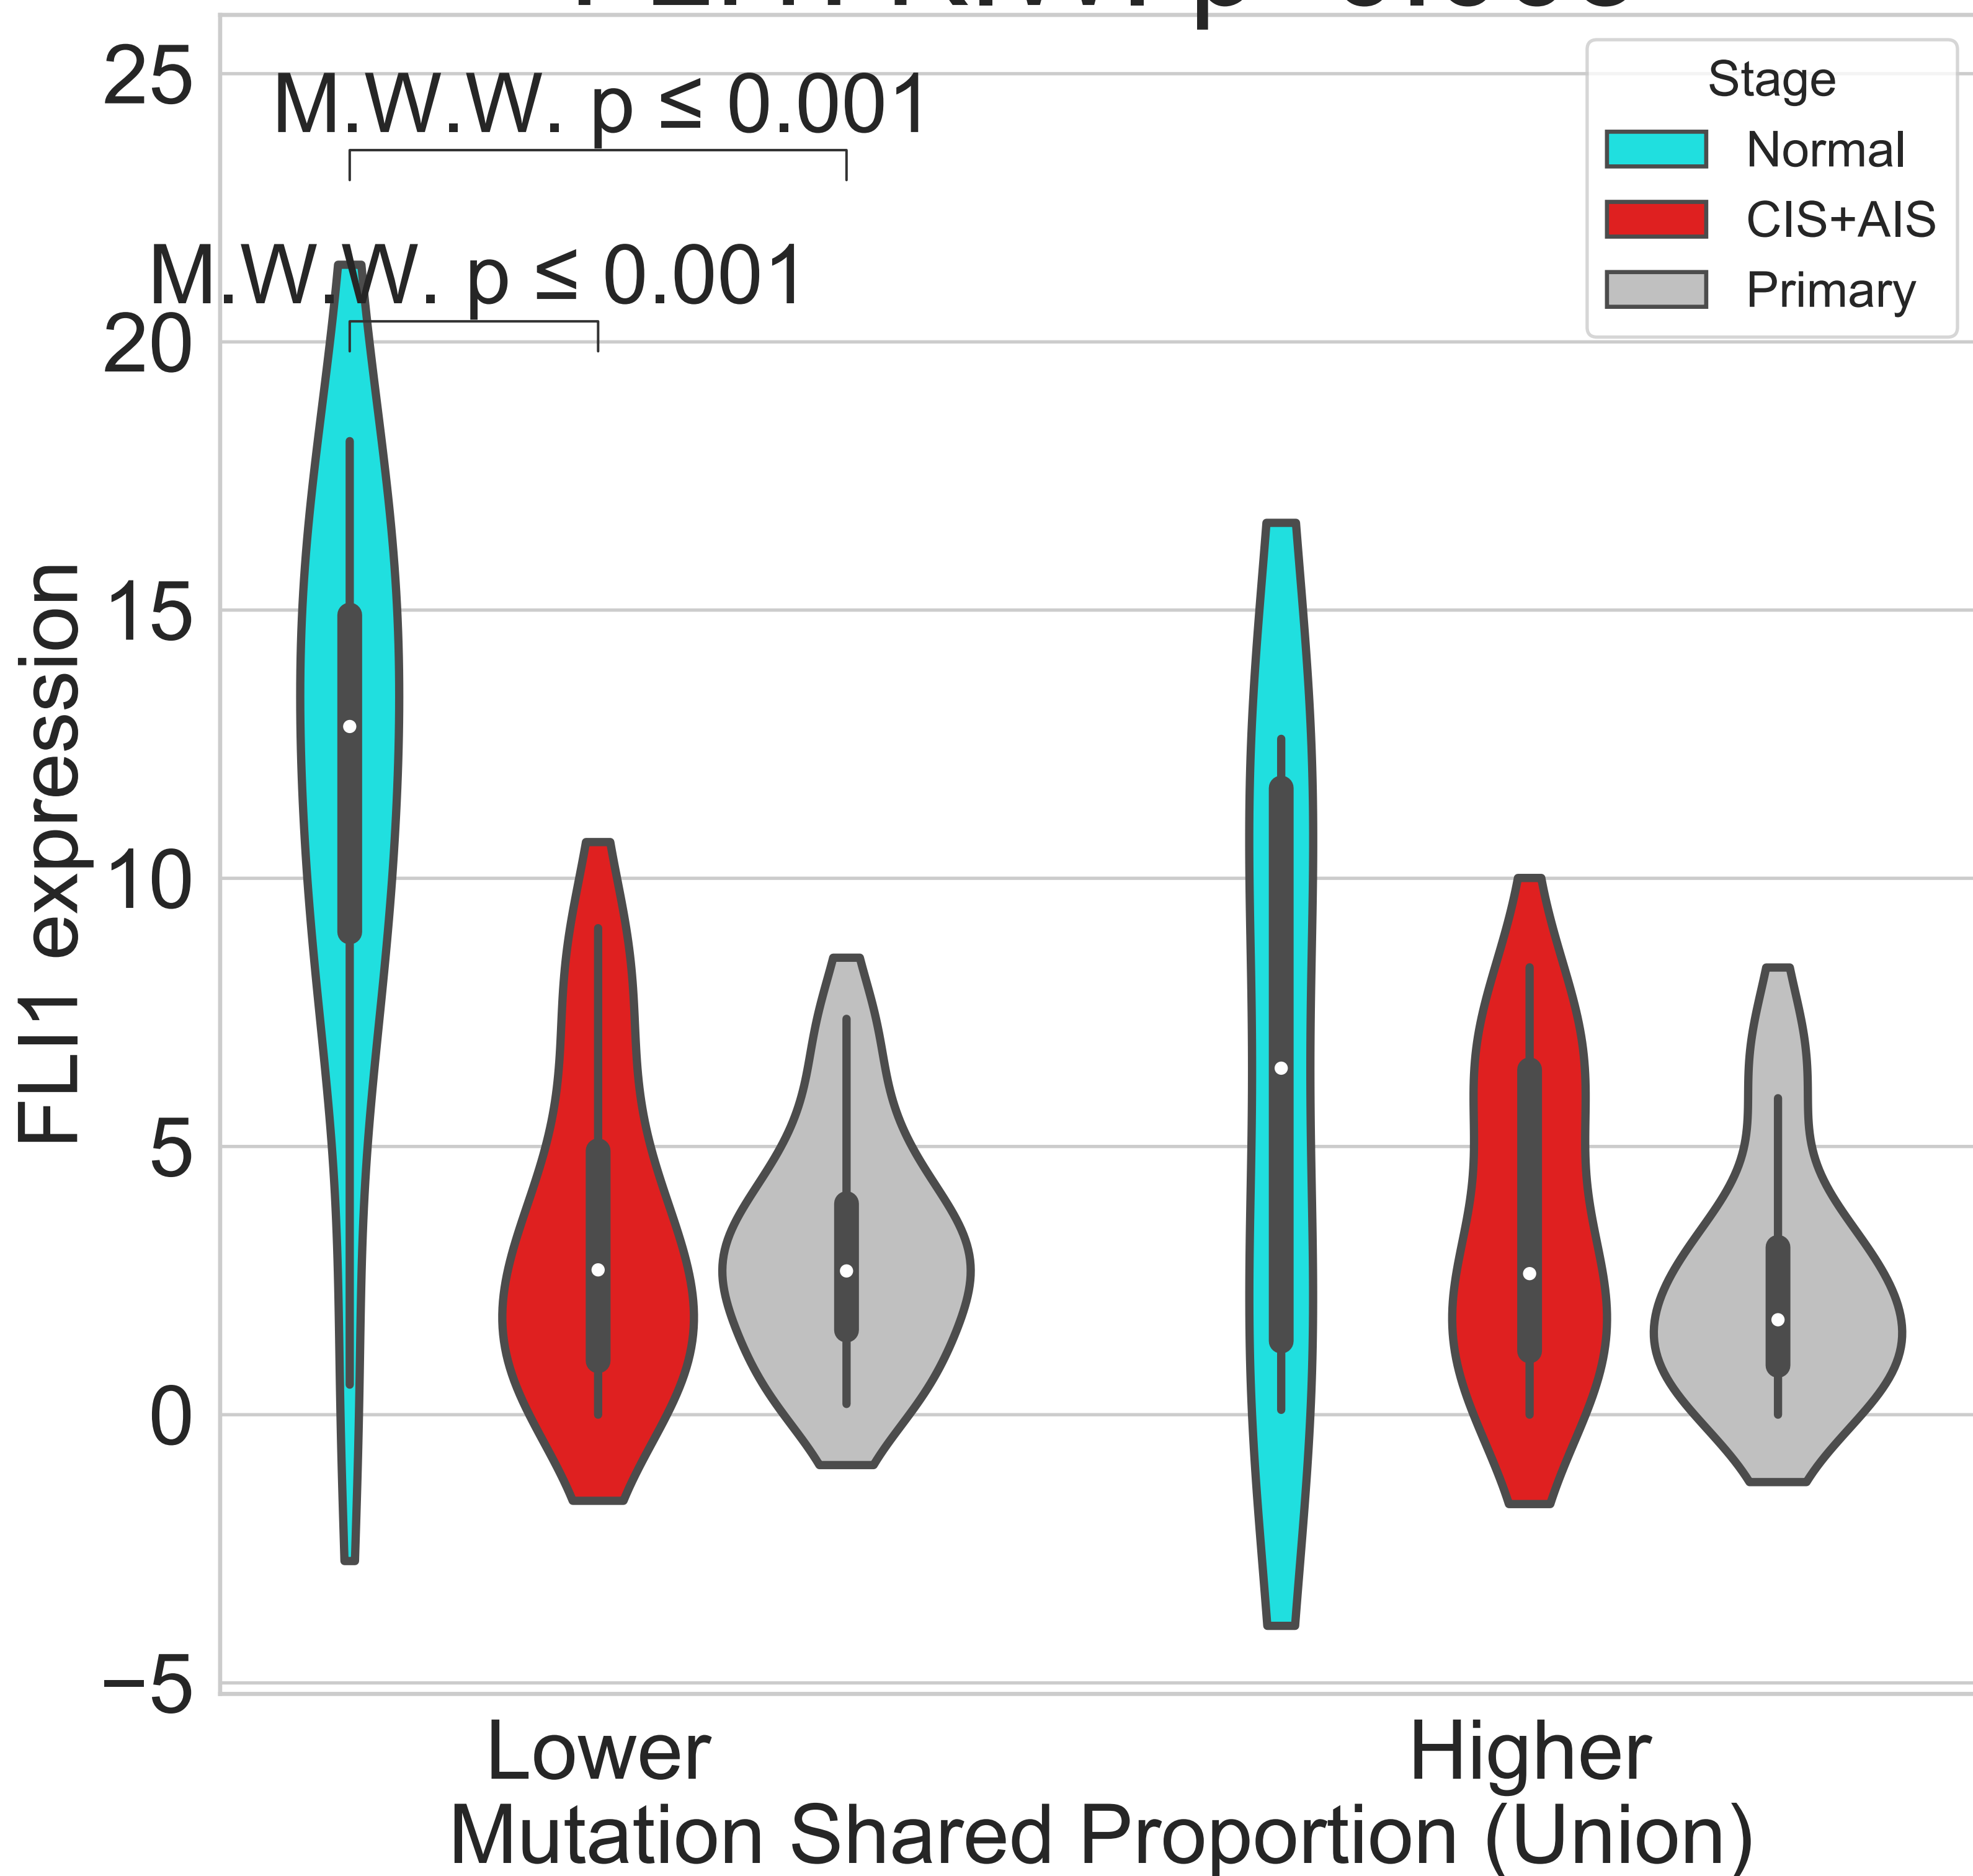 25
M.W.W. p ≤ 0.001
Stage
Normal
CIS+AIS
Primary
M.W.W. p ≤ 0.001
20
15
10
5
0
−5
FLI1 expression
Lower
Higher
Mutation Shared Proportion (Union)